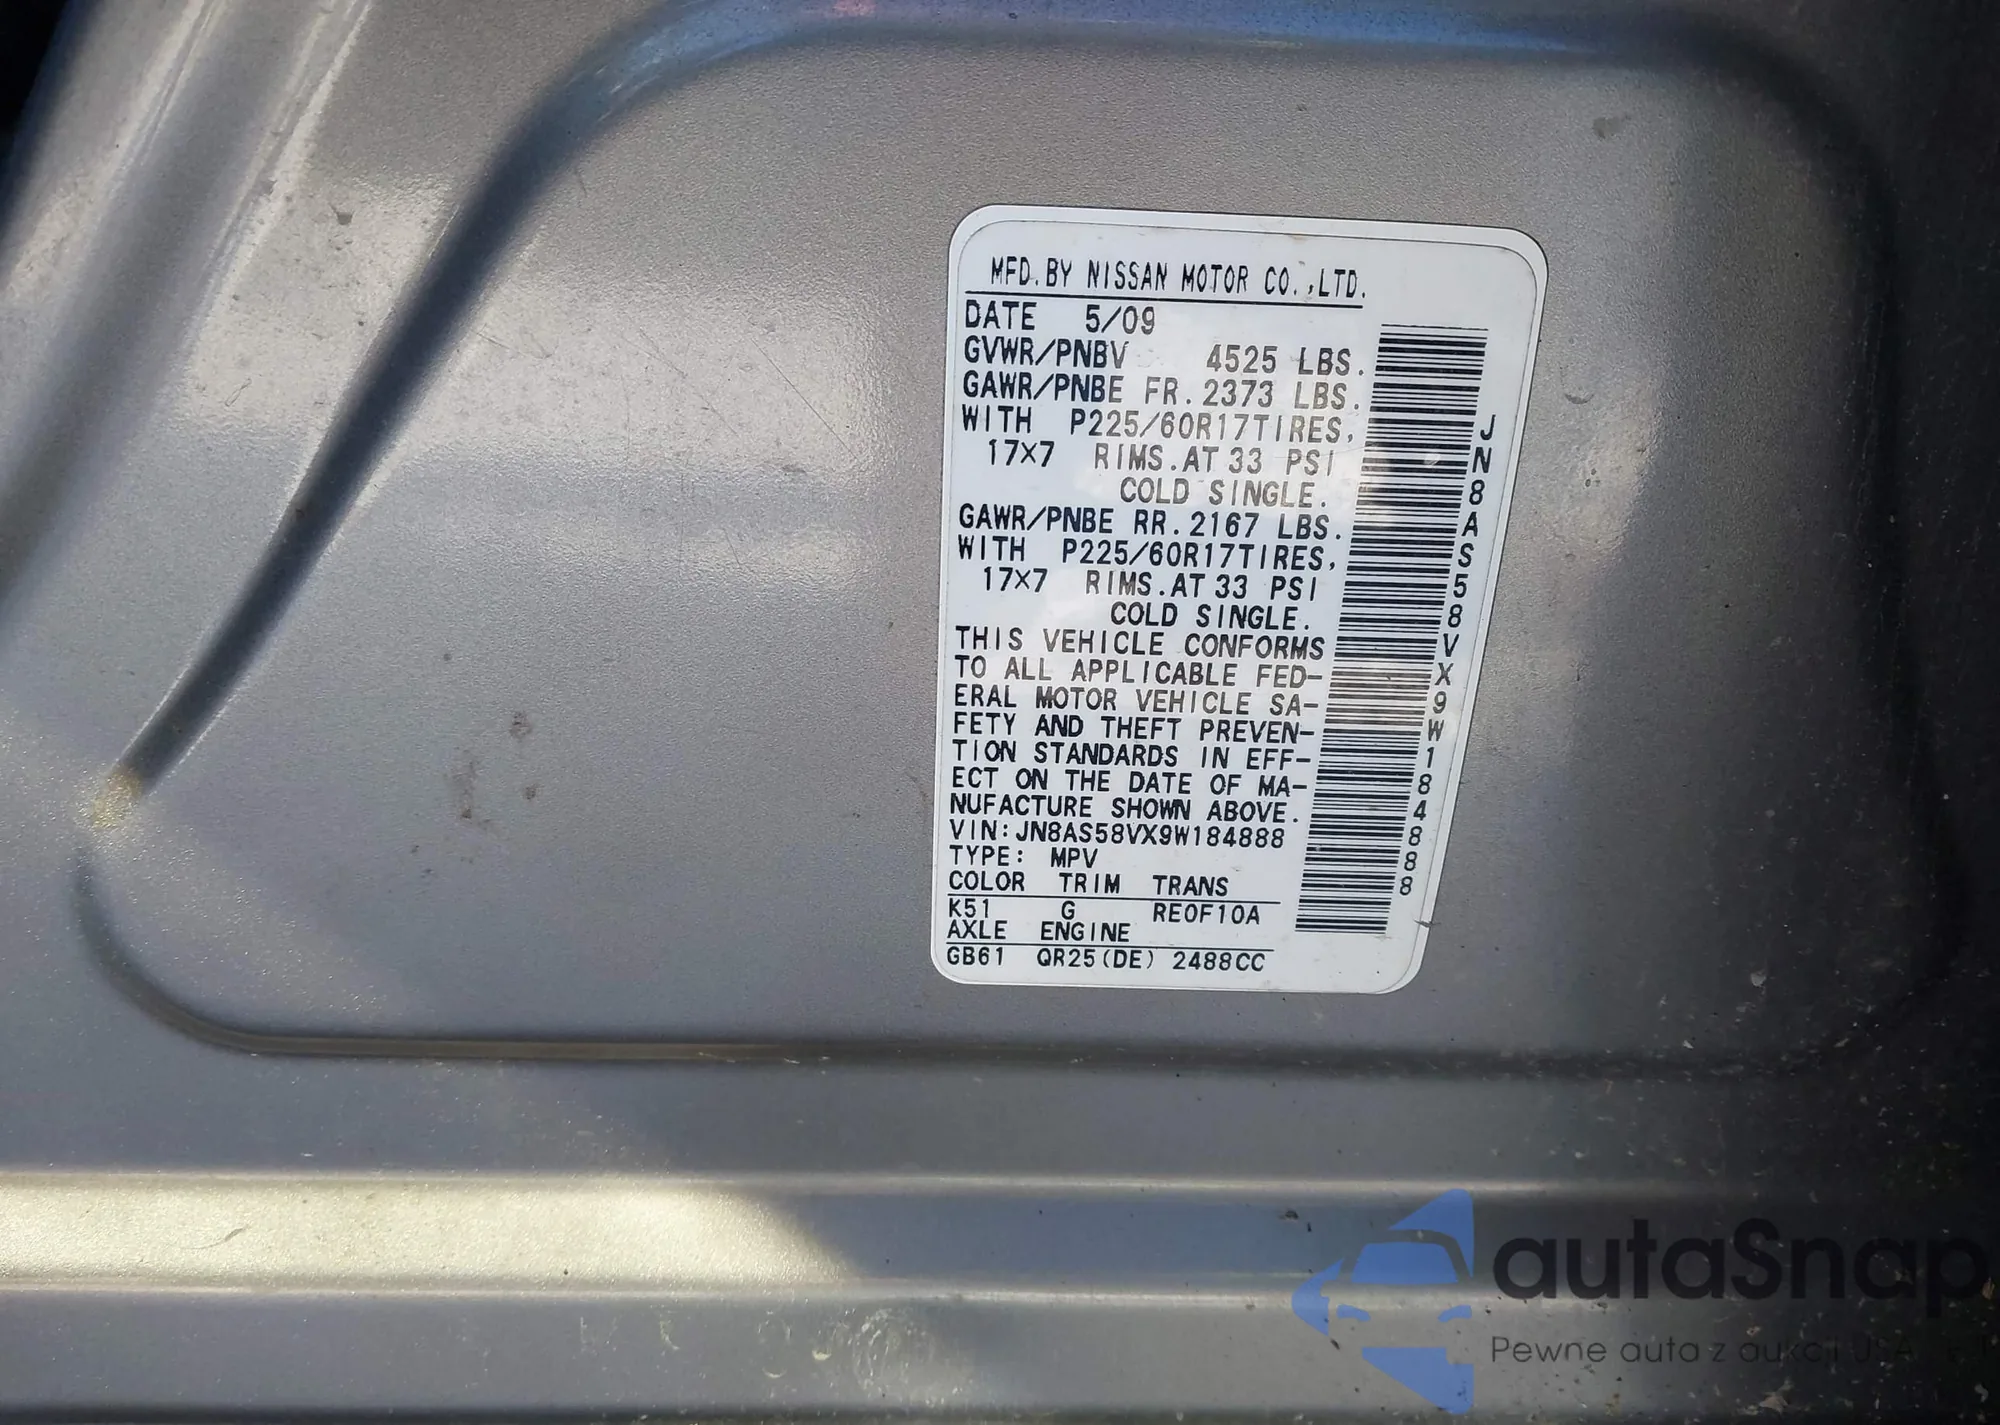 MFD.BY NISSAN MOTOR CO.,LTD.
DATE 5/09
GVWR/PNBV 4525 LBS.
GAWR/PNBE FR.2373 LBS.
WITH P225/60R17TIRES,
17×7 RIMS.AT 33 PSI
COLD SINGLE.
GAWR/PNBE RR.2167 LBS.
WITH P225/60R17TIRES,
17×7 RIMS.AT 33 PSI
COLD SINGLE.
THIS VEHICLE CONFORMS
TO ALL APPLICABLE FED-
ERAL MOTOR VEHICLE SA-
FETY AND THEFT PREVEN-
TION STANDARDS IN EFF-
ECT ON THE DATE OF MA-
NUFACTURE SHOWN ABOVE.
VIN:JN8AS58VX9W184888
TYPE: MPV
COLOR TRIM TRANS
K51 G RE0F10A
AXLE ENGINE
GB61 QR25(DE) 2488CC
JN8AS58VX9W184888
autaSnap
Pewne auta z aukcji USA